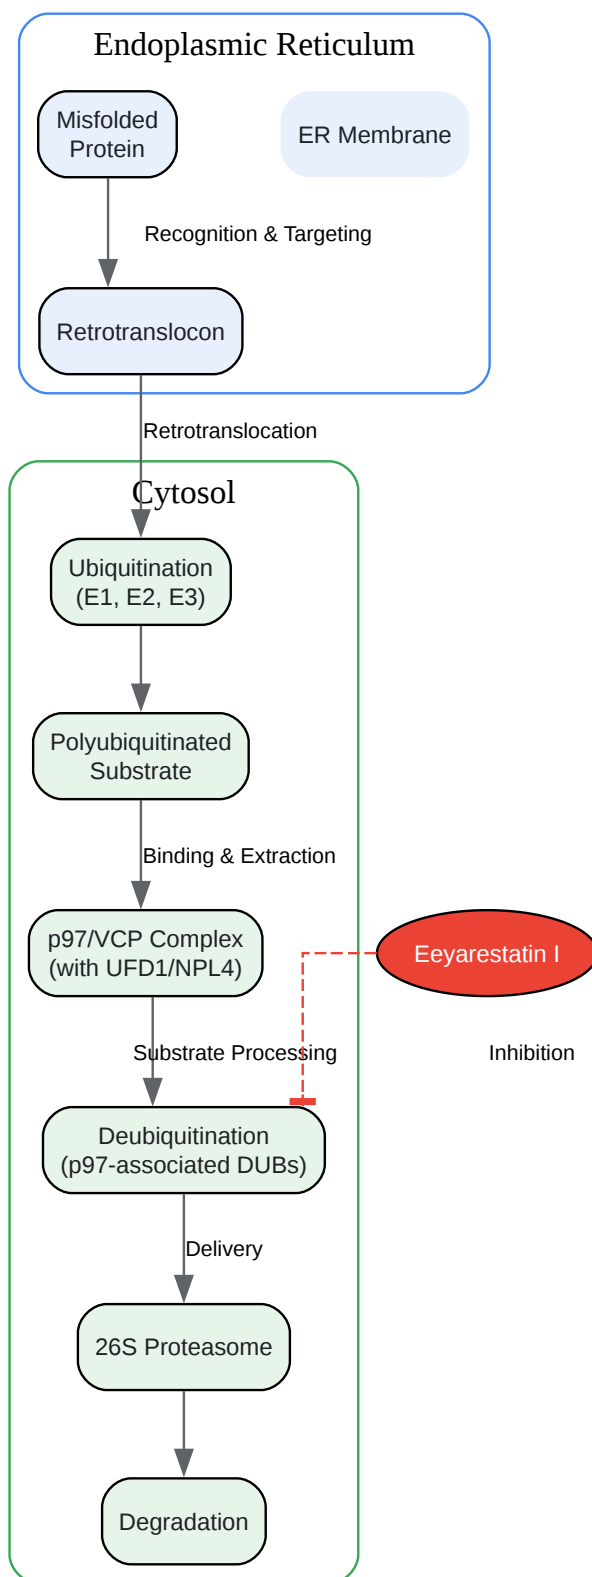 Endoplasmic Reticulum
Misfolded
Protein
ER Membrane
Recognition & Targeting
Retrotranslocon
Retrotranslocation
Cytosol
Ubiquitination
(E1, E2, E3)
Polyubiquitinated
Substrate
Binding & Extraction
p97/VCP Complex
(with UFD1/NPL4)
Eeyarestatin I
Substrate Processing
Inhibition
Deubiquitination
(p97-associated DUBs)
Delivery
26S Proteasome
Degradation